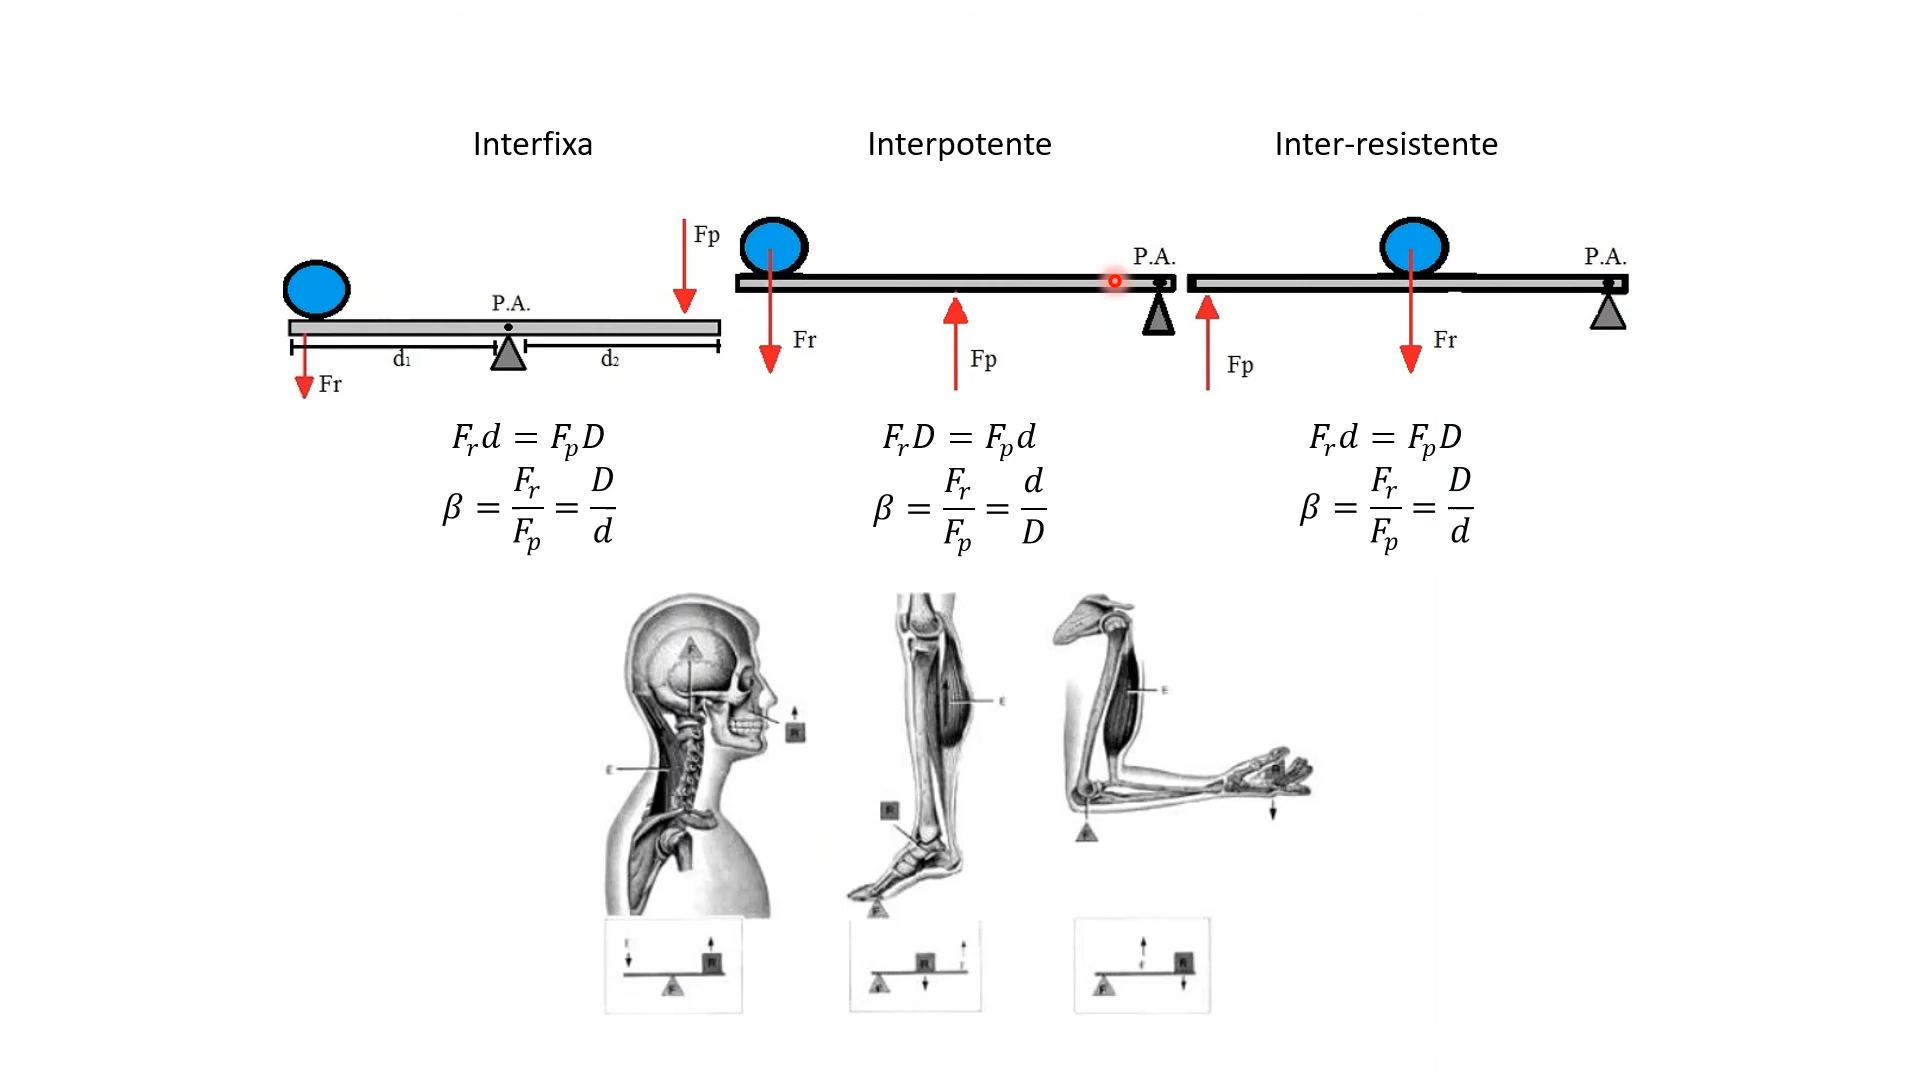 Interfixa
Interpotente
Inter-resistente
Fp
P.A.
d1
d2
Fr
P.A.
Fr
Fp
P.A.
Fr
Fp
F_r d = F_p D
β = F_r / F_p = D / d
F_r D = F_p d
β = F_r / F_p = d / D
F_r d = F_p D
β = F_r / F_p = D / d
E
R
E
R
F
E
F
F
R
F
R
F
R